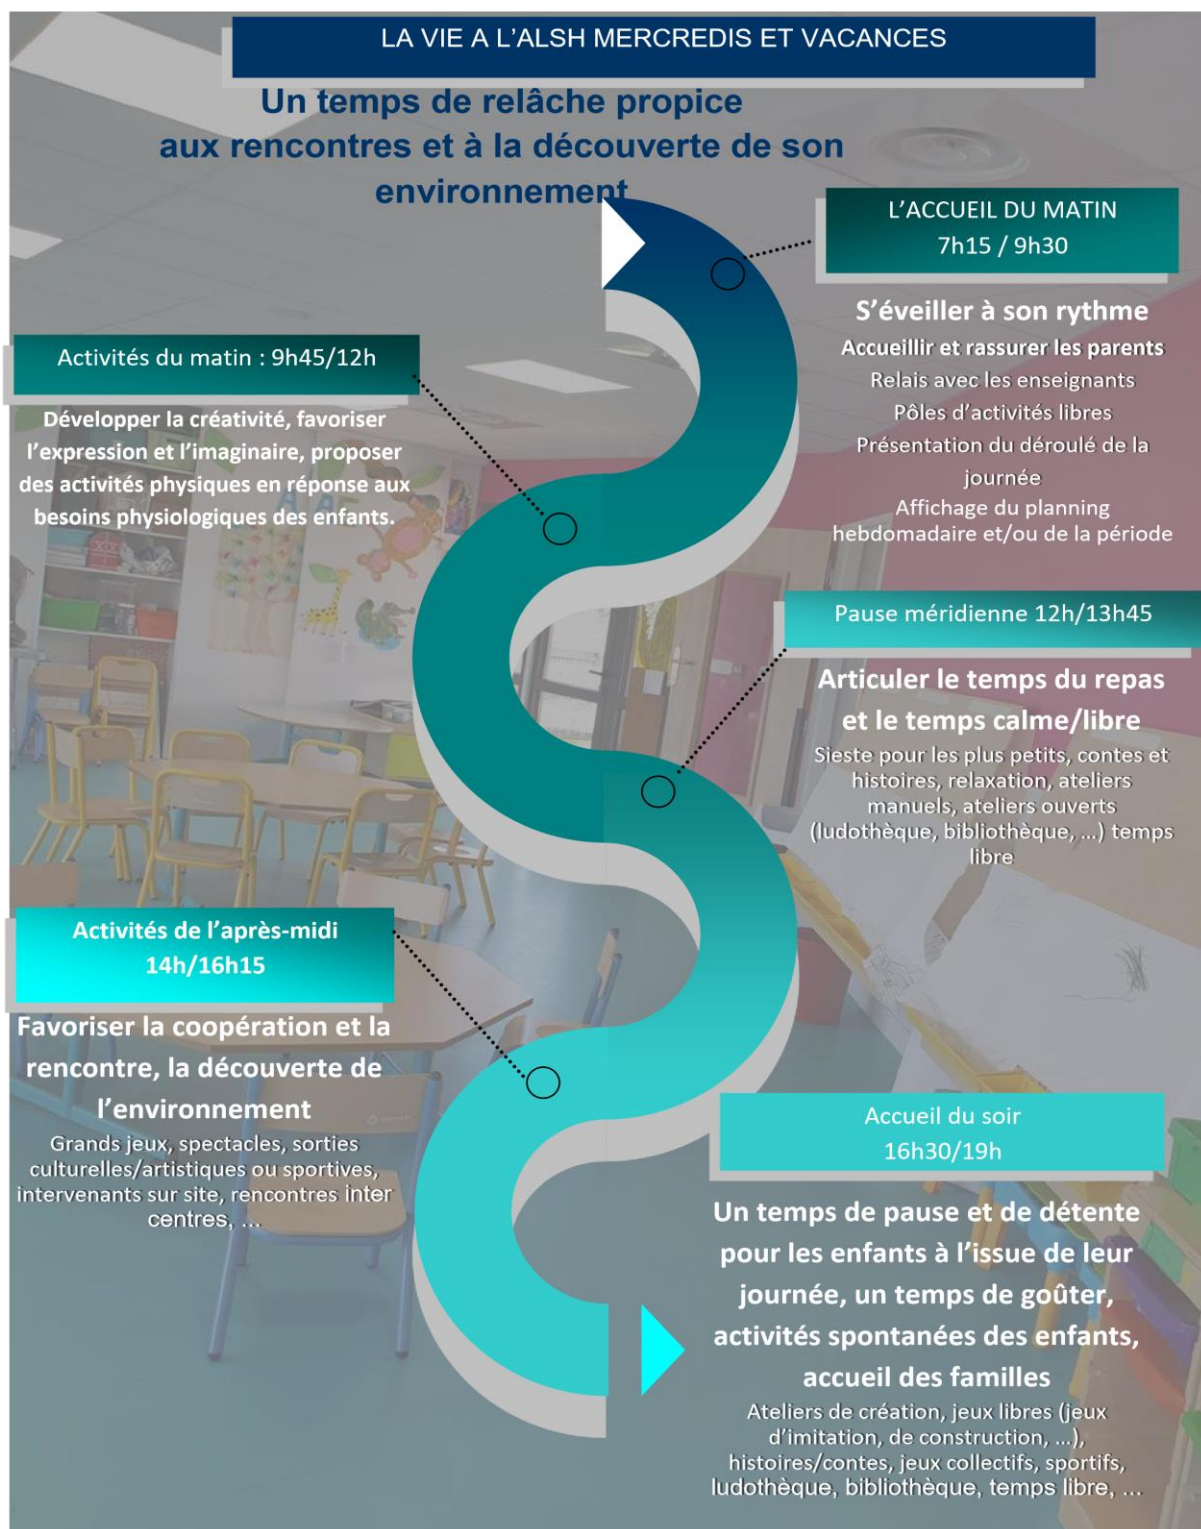 LA VIE A L'ALSH MERCREDIS ET VACANCES
Un temps de relâche propice
aux rencontres et à la découverte de son
environnement
L'ACCUEIL DU MATIN
7h15 / 9h30
S'éveiller à son rythme
Accueillir et rassurer les parents
Relais avec les enseignants
Pôles d'activités libres
Présentation du déroulé de la
journée
Affichage du planning
hebdomadaire et/ou de la période
Activités du matin : 9h45/12h
Développer la créativité, favoriser
l'expression et l'imaginaire, proposer
des activités physiques en réponse aux
besoins physiologiques des enfants.
Pause méridienne 12h/13h45
Articuler le temps du repas
et le temps calme/libre
Sieste pour les plus petits, contes et
histoires, relaxation, ateliers
manuels, ateliers ouverts
(ludothèque, bibliothèque, ...) temps
libre
Activités de l'après-midi
14h/16h15
Favoriser la coopération et la
rencontre, la découverte de
l'environnement
Grands jeux, spectacles, sorties
culturelles/artistiques ou sportives,
intervenants sur site, rencontres inter
centres, ...
Accueil du soir
16h30/19h
Un temps de pause et de détente
pour les enfants à l'issue de leur
journée, un temps de goûter,
activités spontanées des enfants,
accueil des familles
Ateliers de création, jeux libres (jeux
d'imitation, de construction, ...),
histoires/contes, jeux collectifs, sportifs,
ludothèque, bibliothèque, temps libre, ...